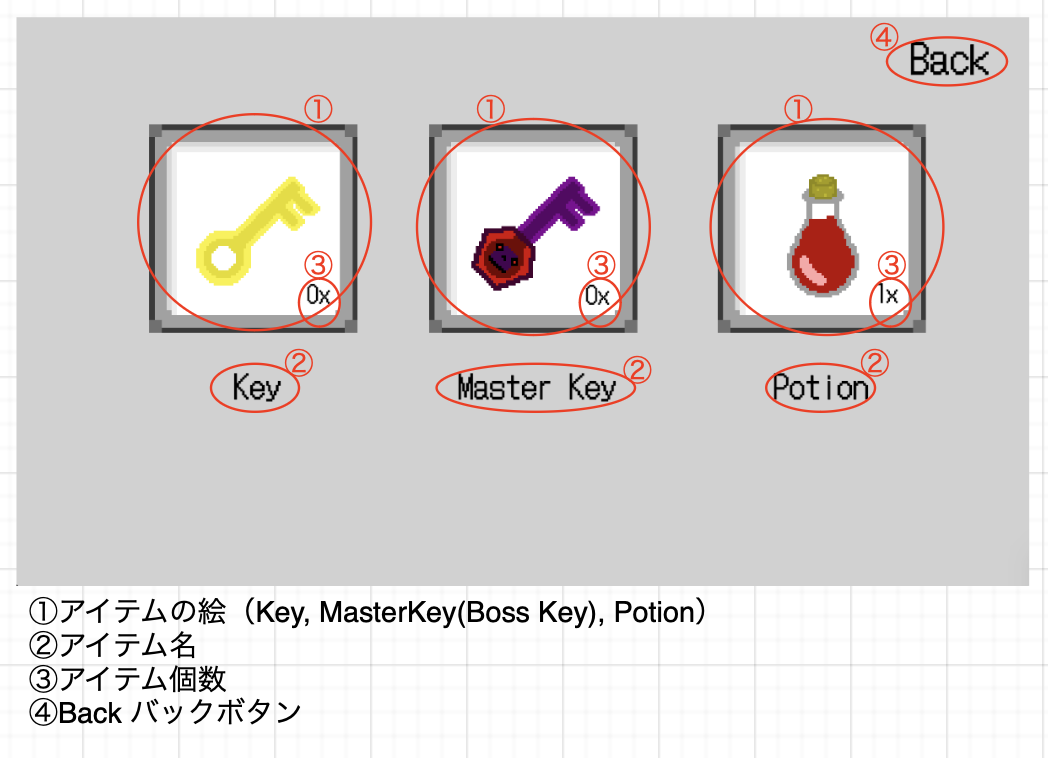 ④
Back
① ① ①
③ ③ ③
0x 0x 1x
② ② ②
Key Master Key Potion
①アイテムの絵（Key, MasterKey(Boss Key), Potion）
②アイテム名
③アイテム個数
④Back バックボタン